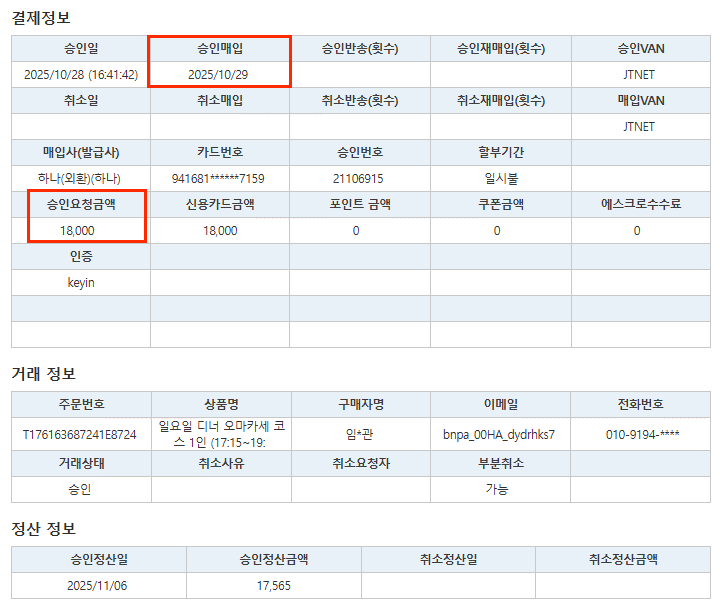 결제정보
승인일 승인매입 승인반송(횟수) 승인재매입(횟수) 승인VAN
2025/10/28 (16:41:42) 2025/10/29 JTNET
취소일 취소매입 취소반송(횟수) 취소재매입(횟수) 매입VAN
JTNET
매입사(발급사) 카드번호 승인번호 할부기간
하나(외환)(하나) 941681******7159 21106915 일시불
승인요청금액 신용카드금액 포인트 금액 쿠폰금액 에스크로수수료
18,000 18,000 0 0 0
인증
keyin
거래 정보
주문번호 상품명 구매자명 이메일 전화번호
T176163687241E8724 일요일 디너 오마카세 코 임*관 bnpa_00HA_dydrhks7 010-9194-****
스 1인 (17:15~19:
거래상태 취소사유 취소요청자 부분취소
승인 가능
정산 정보
승인정산일 승인정산금액 취소정산일 취소정산금액
2025/11/06 17,565